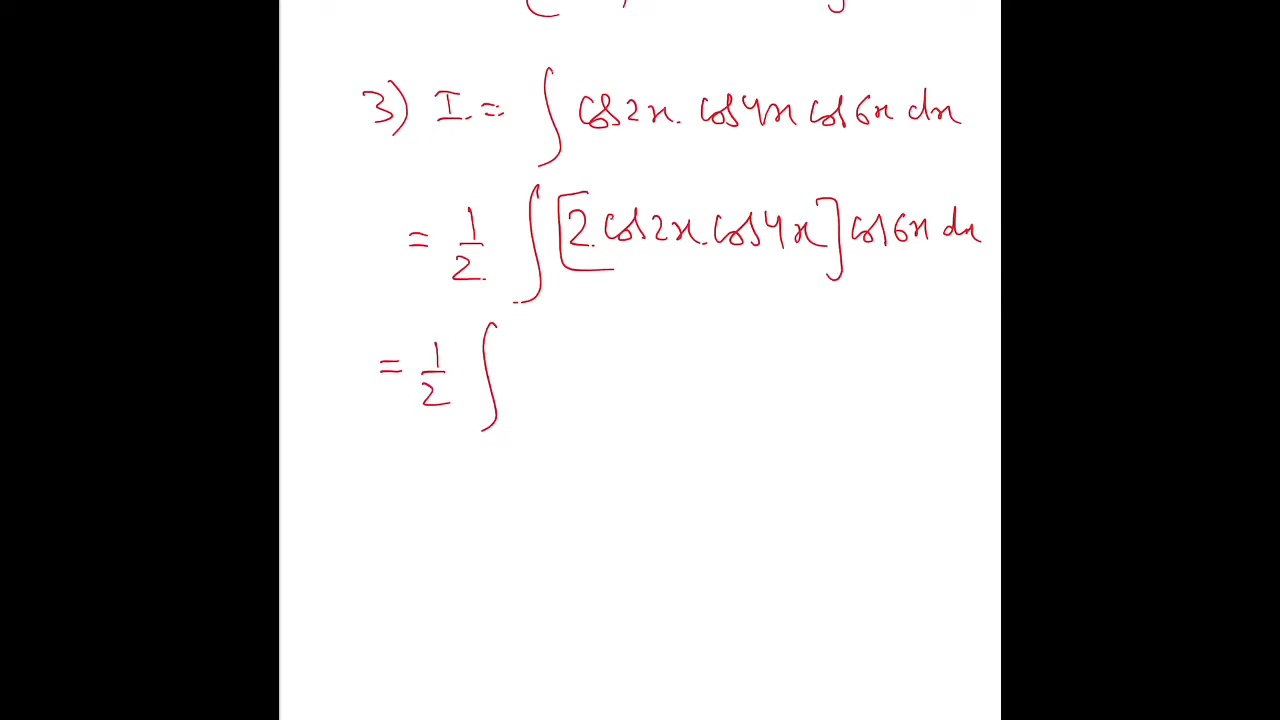 3) I = ∫ cos2x. cos4x cos6x dx
= 1/2 ∫ [2.cos2x.cos4x] cos6x dx
= 1/2 ∫